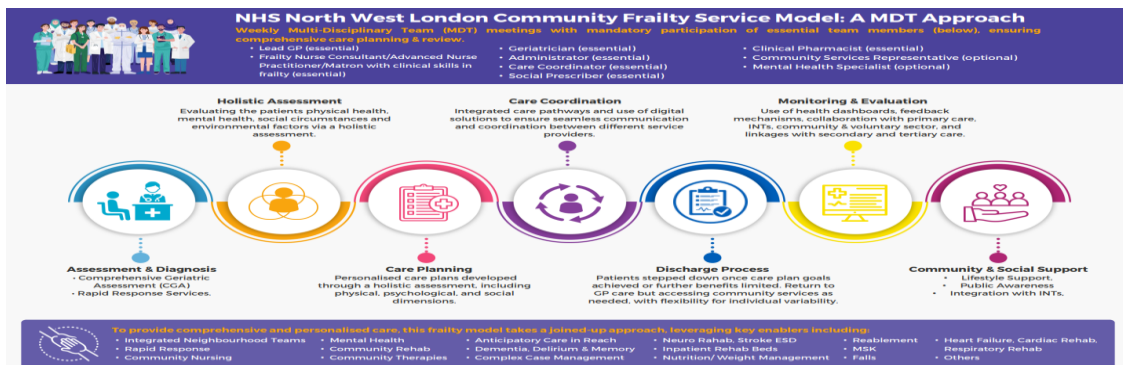 NHS North West London Community Frailty Service Model: A MDT Approach
Weekly Multi-Disciplinary Team (MDT) meetings with mandatory participation of essential team members (below), ensuring
comprehensive care planning & review.
• Lead GP (essential)
• Frailty Nurse Consultant/Advanced Nurse
Practitioner/Matron with clinical skills in
frailty (essential)
• Geriatrician (essential)
• Administrator (essential)
• Care Coordinator (essential)
• Social Prescriber (essential)
• Clinical Pharmacist (essential)
• Community Services Representative (optional)
• Mental Health Specialist (optional)
Holistic Assessment
Evaluating the patients physical health,
mental health, social circumstances and
environmental factors via a holistic
assessment.
Care Coordination
Integrated care pathways and use of digital
solutions to ensure seamless communication
and coordination between different service
providers.
Monitoring & Evaluation
Use of health dashboards, feedback
mechanisms, collaboration with primary care,
INTs, community & voluntary sector, and
linkages with secondary and tertiary care.
Assessment & Diagnosis
• Comprehensive Geriatric
Assessment (CGA)
• Rapid Response Services.
Care Planning
Personalised care plans developed
through a holistic assessment, including
physical, psychological, and social
dimensions.
Discharge Process
Patients stepped down once care plan goals
achieved or further benefits limited. Return to
GP care but accessing community services as
needed, with flexibility for individual variability.
Community & Social Support
• Lifestyle Support,
• Public Awareness
• Integration with INTs.
To provide comprehensive and personalised care, this frailty model takes a joined-up approach, leveraging key enablers including:
• Integrated Neighbourhood Teams
• Rapid Response
• Community Nursing
• Mental Health
• Community Rehab
• Community Therapies
• Anticipatory Care in Reach
• Dementia, Delirium & Memory
• Complex Case Management
• Neuro Rahab, Stroke ESD
• Inpatient Rehab Beds
• Nutrition/ Weight Management
• Reablement
• MSK
• Falls
• Heart Failure, Cardiac Rehab,
Respiratory Rehab
• Others